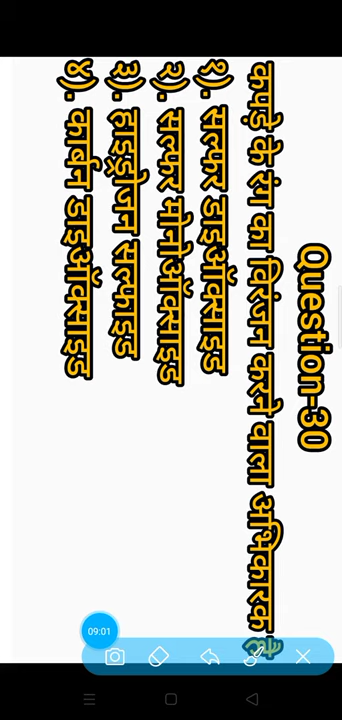 Question-30
कपड़े के रंग का विरंजन करने वाला अभिकारक है
१). सल्फर डाइऑक्साइड
२). सल्फर मोनोऑक्साइड
३). हाइड्रोजन सल्फाइड
४). कार्बन डाइऑक्साइड
09:01